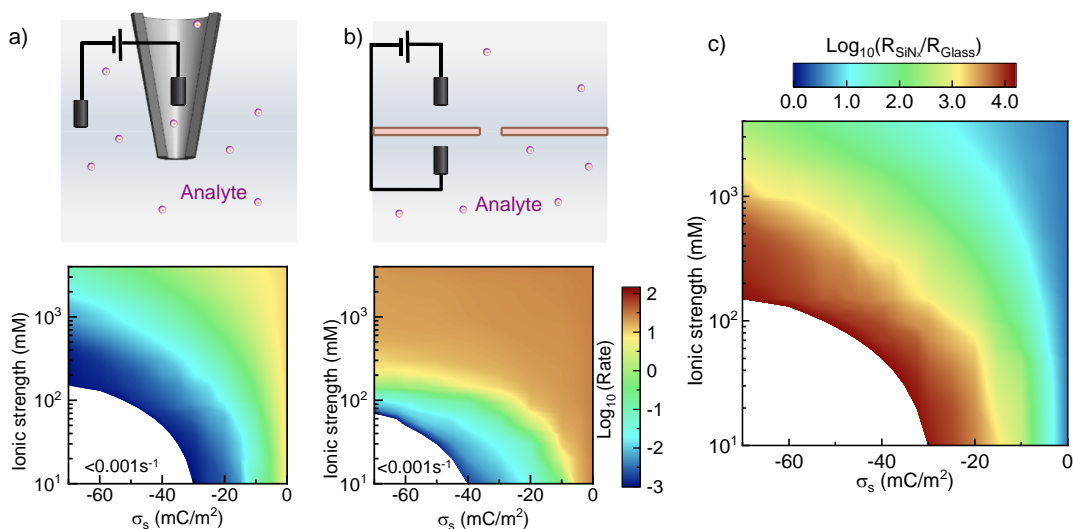 a)
Analyte
Ionic strength (mM)
10³
10²
10¹
<0.001s⁻¹
-60
-40
-20
0
σₛ (mC/m²)
b)
Analyte
Ionic strength (mM)
10³
10²
10¹
<0.001s⁻¹
-60
-40
-20
0
σₛ (mC/m²)
Log₁₀(Rate)
2
1
0
-1
-2
-3
c)
Log₁₀(R_SiNₓ/R_Glass)
0.0 1.0 2.0 3.0 4.0
Ionic strength (mM)
10³
10²
10¹
-60
-40
-20
0
σₛ (mC/m²)